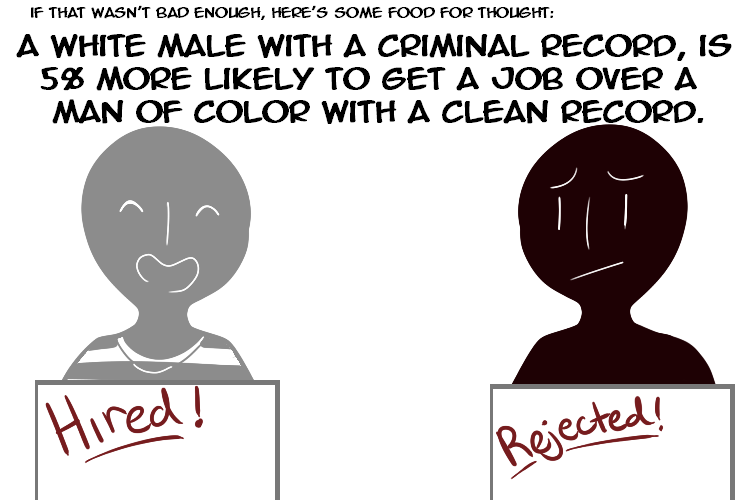 IF THAT WASN'T BAD ENOUGH, HERE'S SOME FOOD FOR THOUGHT:
A WHITE MALE WITH A CRIMINAL RECORD, IS
5% MORE LIKELY TO GET A JOB OVER A
MAN OF COLOR WITH A CLEAN RECORD.
Hired!
Rejected!